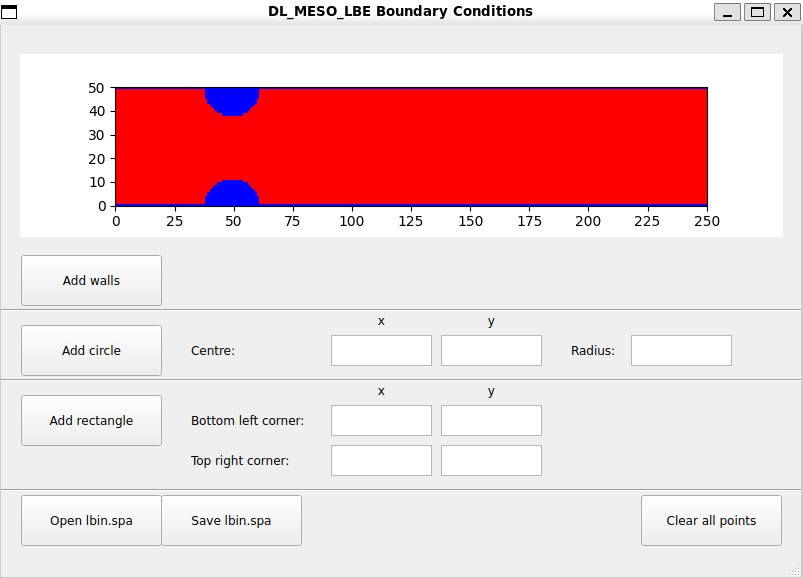 DL_MESO_LBE Boundary Conditions
50
40
30
20
10
0
0 25 50 75 100 125 150 175 200 225 250
Add walls
x y
Add circle Centre: Radius:
x y
Add rectangle Bottom left corner:
Top right corner:
Open lbin.spa Save lbin.spa Clear all points